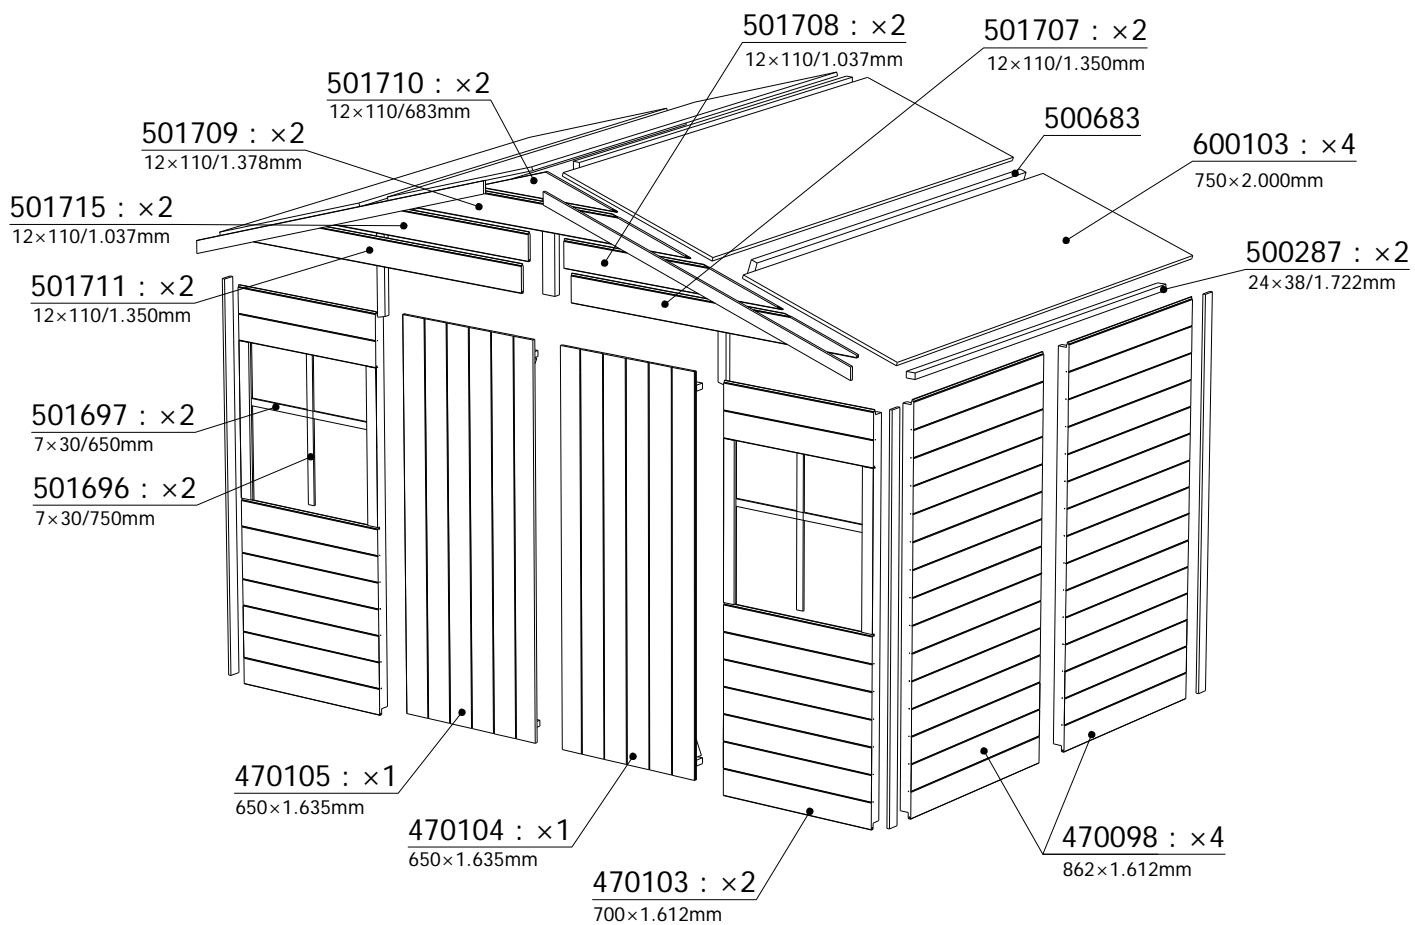 501708 : ×2
12×110/1.037mm
501707 : ×2
12×110/1.350mm
501710 : ×2
12×110/683mm
500683
501709 : ×2
12×110/1.378mm
600103 : ×4
750×2.000mm
501715 : ×2
12×110/1.037mm
500287 : ×2
24×38/1.722mm
501711 : ×2
12×110/1.350mm
501697 : ×2
7×30/650mm
501696 : ×2
7×30/750mm
470105 : ×1
650×1.635mm
470104 : ×1
650×1.635mm
470098 : ×4
862×1.612mm
470103 : ×2
700×1.612mm